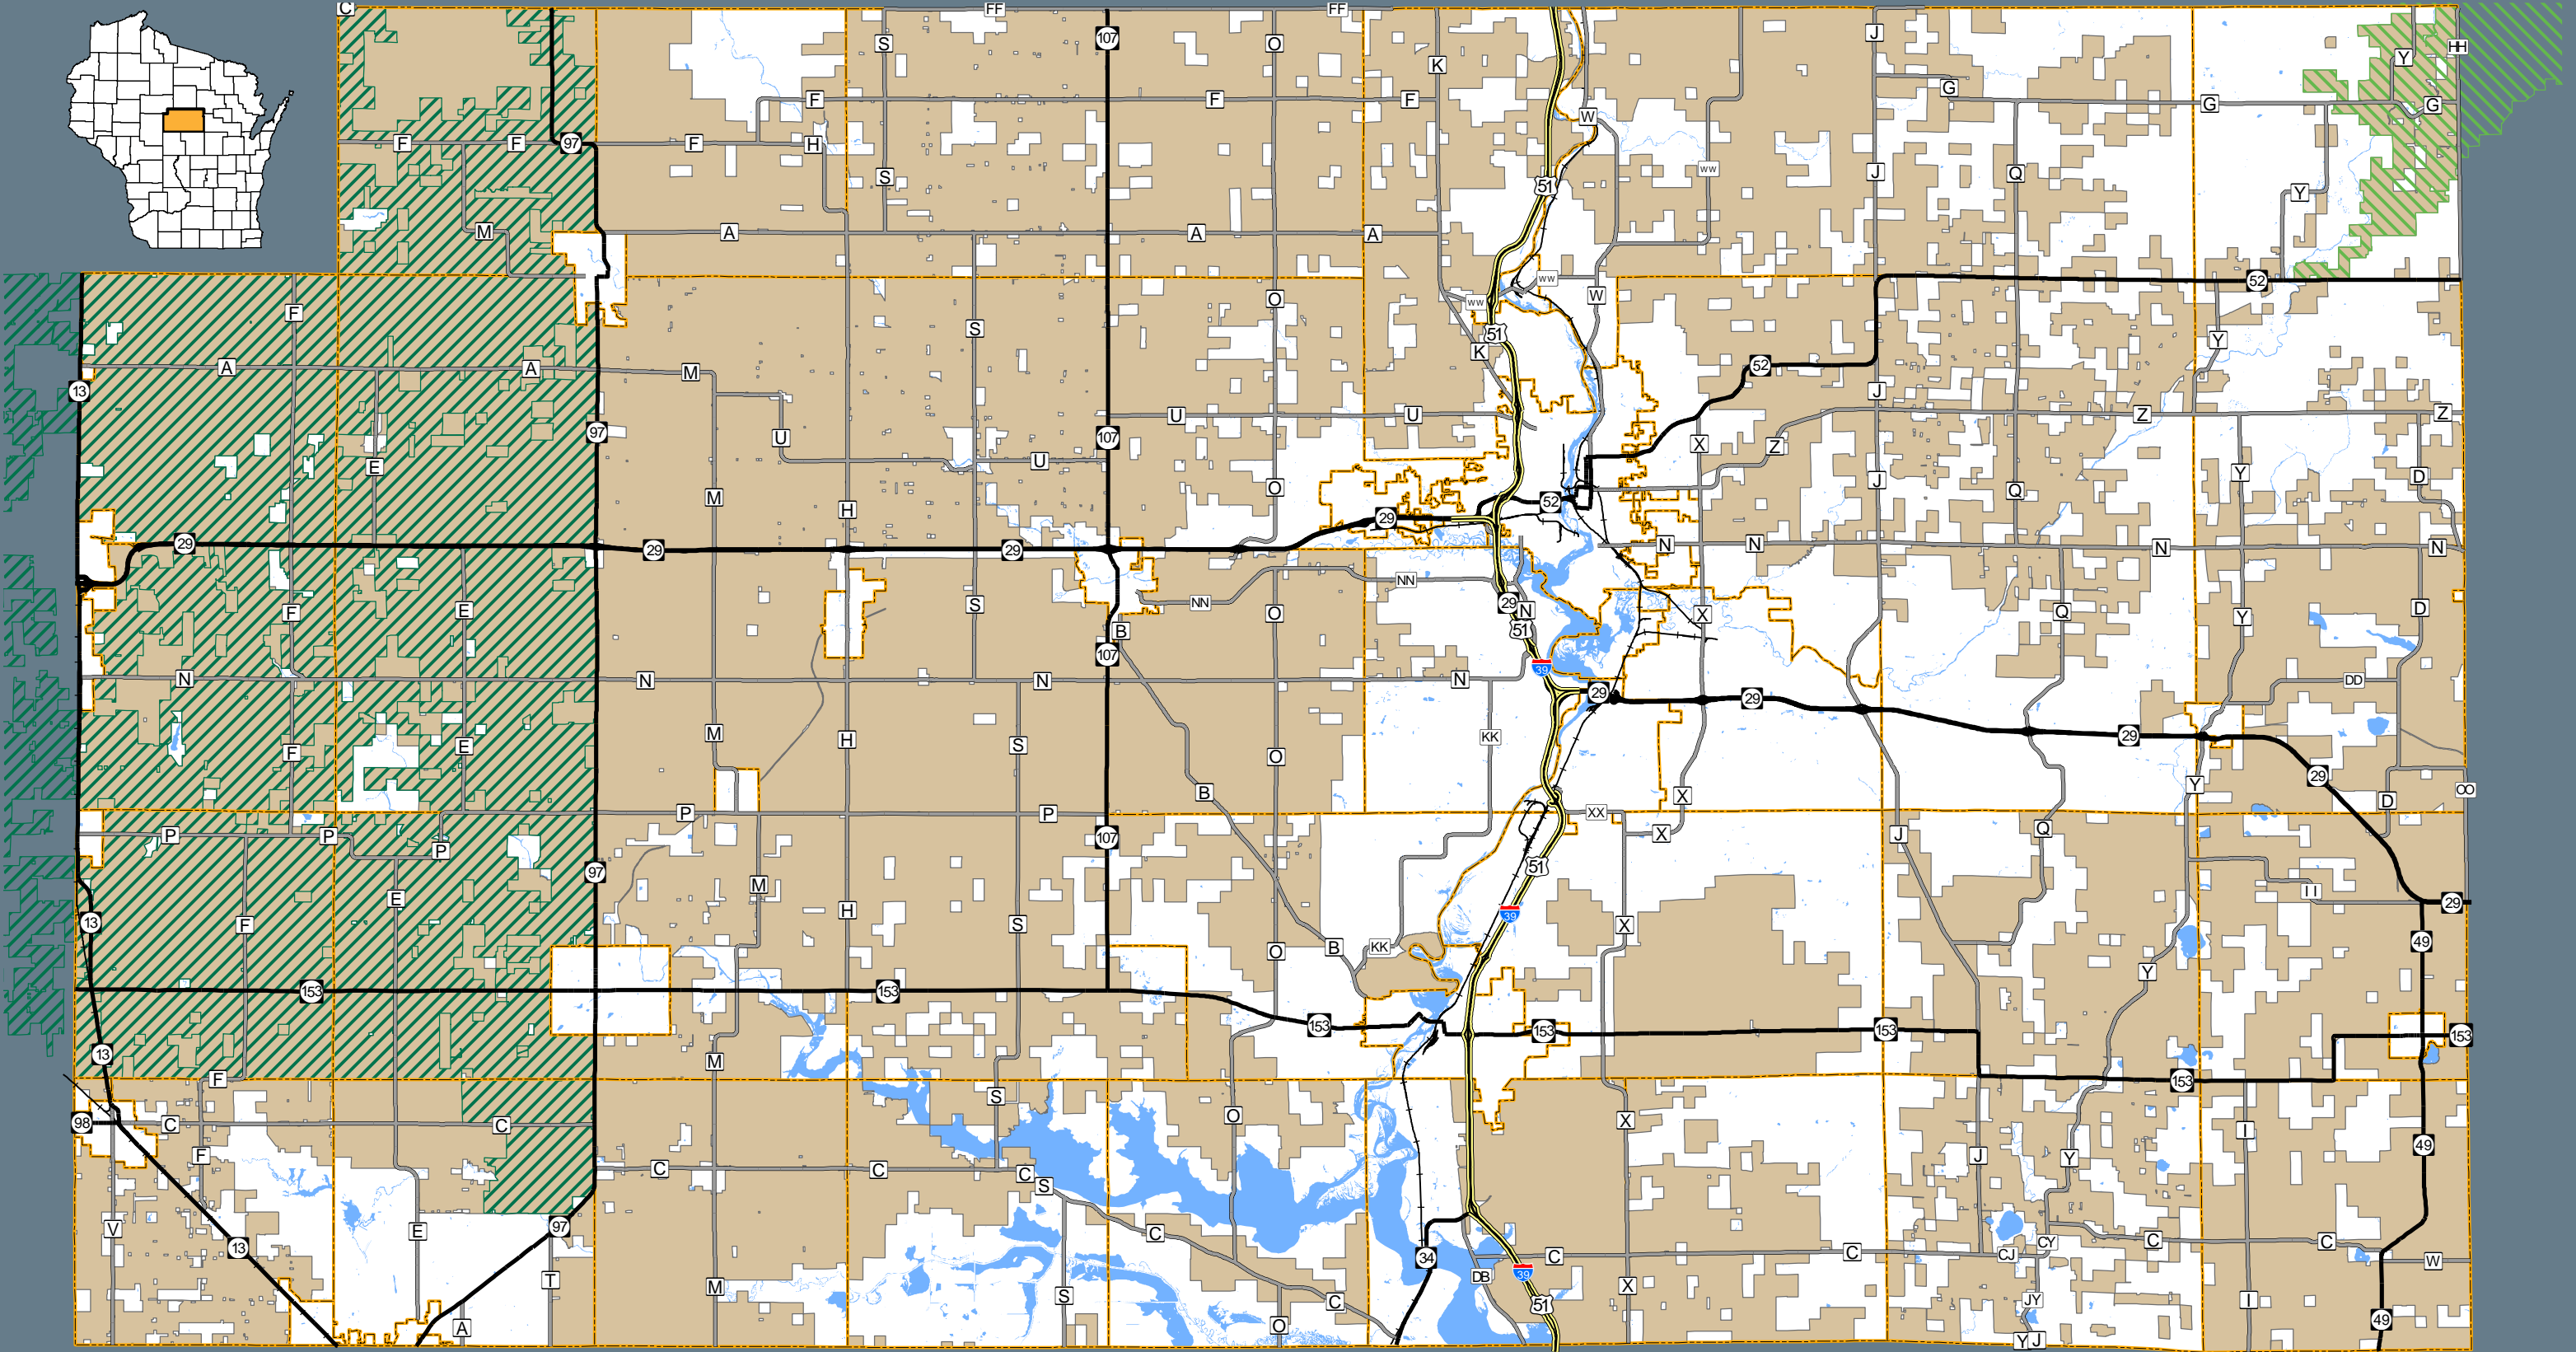 C FF FF
107
S O K J Y HH
F F F G G G
W
F F 97 F H
WW
S 51 J Q
M A A A Y
WW
O WW W 52
F
S 51 Y
K
A A M 52
13 J
U U Z Z
97 U 107 X Z
E U
Y D
M O J Q
H 52
29 29 29 29
N N N N
NN
NN
29 N
F E S O X Q D
B 51 Y
107
39
N N N N DD
29 29
M H KK 29
F E S O
29
B X Y D OO
P P M P XX
P P 107 X J Q
P
51
97
E M I I
H 39 29
13 F S X
B KK 49
O
Y
153 153
153 153 153 153
13 M
F 153
S
98 C C O X I 49
F
C C C J Y
S
V E 97 C
C C C
13 34 C C CJ CY W
T M S DB 39 X
C 51 JY I
A O Y J 49